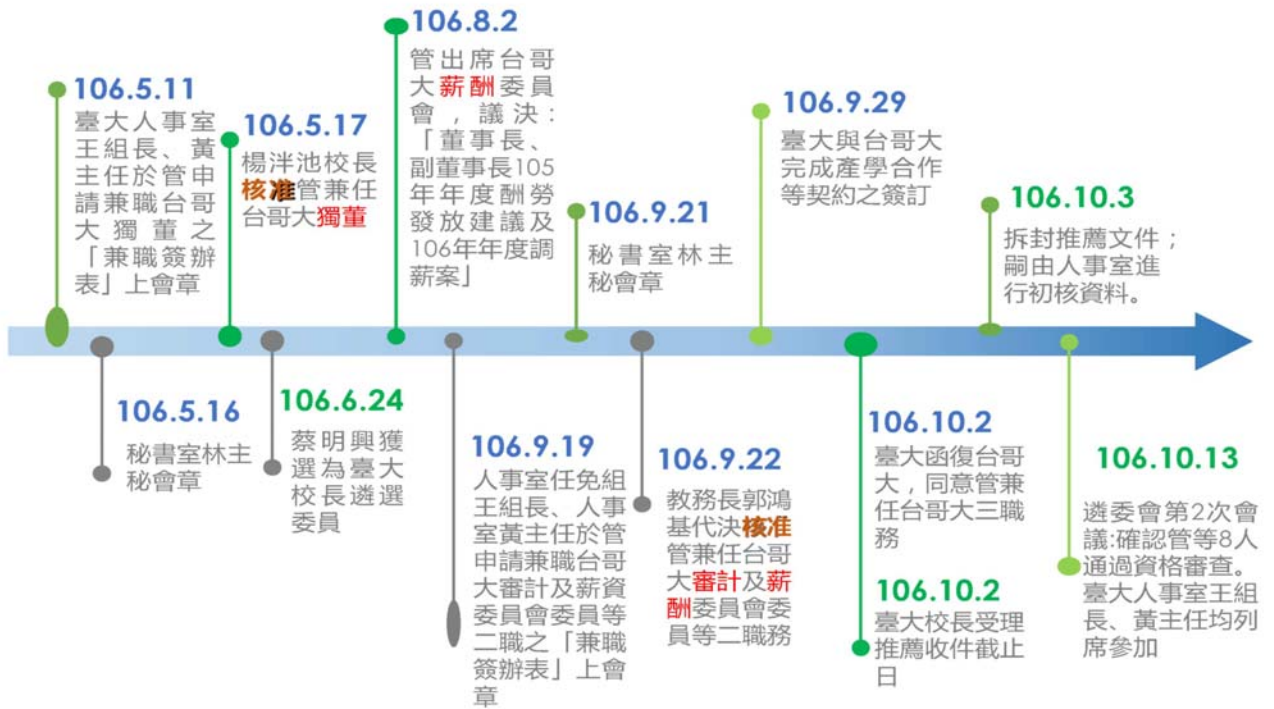 106.5.11
臺大人事室
王組長、黃
主任於管申
請兼職台哥
大獨董之
「兼職簽辦
表」上會章
106.5.16
秘書室林主
秘會章
106.5.17
楊泮池校長
核准管兼任
台哥大獨董
106.6.24
蔡明興獲
選為臺大
校長遴選
委員
106.8.2
管出席台哥
大薪酬委員
會，議決：
「董事長、
副董事長105
年年度酬勞
發放建議及
106年年度調
薪案」
106.9.19
人事室任免組
王組長、人事
室黃主任於管
申請兼職台哥
大審計及薪資
委員會委員等
二職之「兼職
簽辦表」上會
章
106.9.21
秘書室林主
秘會章
106.9.22
教務長郭鴻
基代決核准
管兼任台哥
大審計及薪
酬委員會委
員等二職務
106.9.29
臺大與台哥大
完成產學合作
等契約之簽訂
106.10.2
臺大函復台哥
大，同意管兼
任台哥大三職
務
106.10.2
臺大校長受理
推薦收件截止
日
106.10.3
拆封推薦文件；
嗣由人事室進
行初核資料。
106.10.13
遴委會第2次會
議:確認管等8人
通過資格審查。
臺大人事室王組
長、黃主任均列
席參加